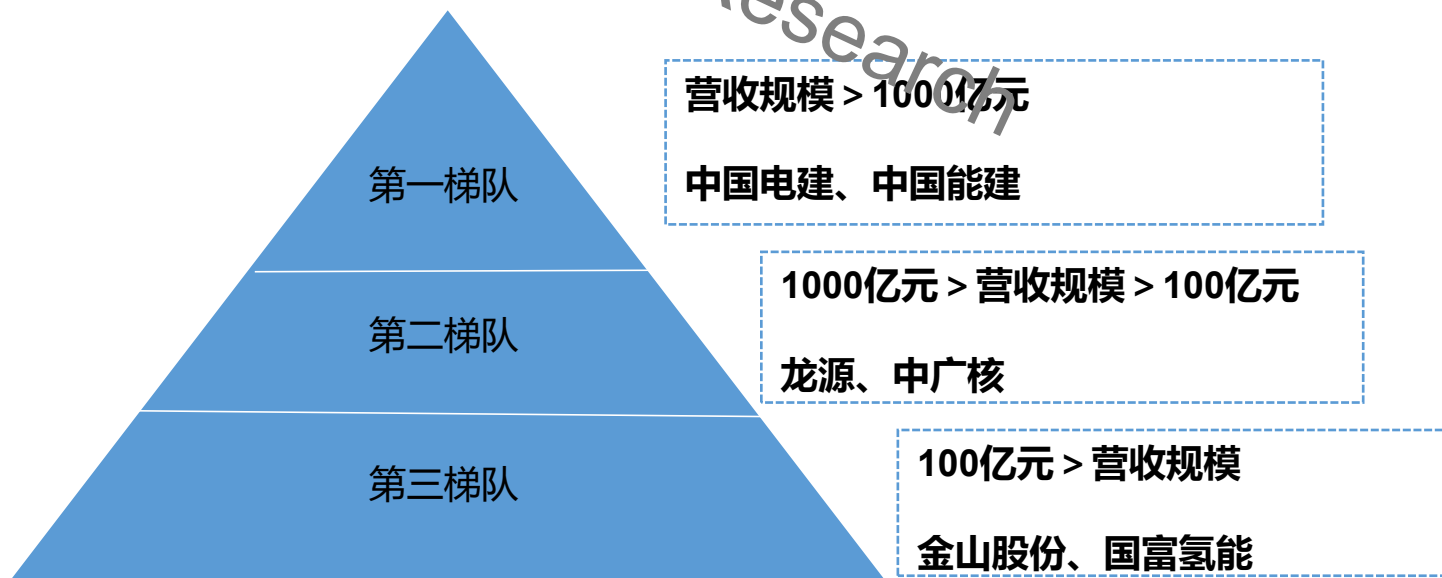 Research
营收规模 > 1000亿元
第一梯队
中国电建、中国能建
1000亿元 > 营收规模 > 100亿元
第二梯队
龙源、中广核
100亿元 > 营收规模
第三梯队
金山股份、国富氢能